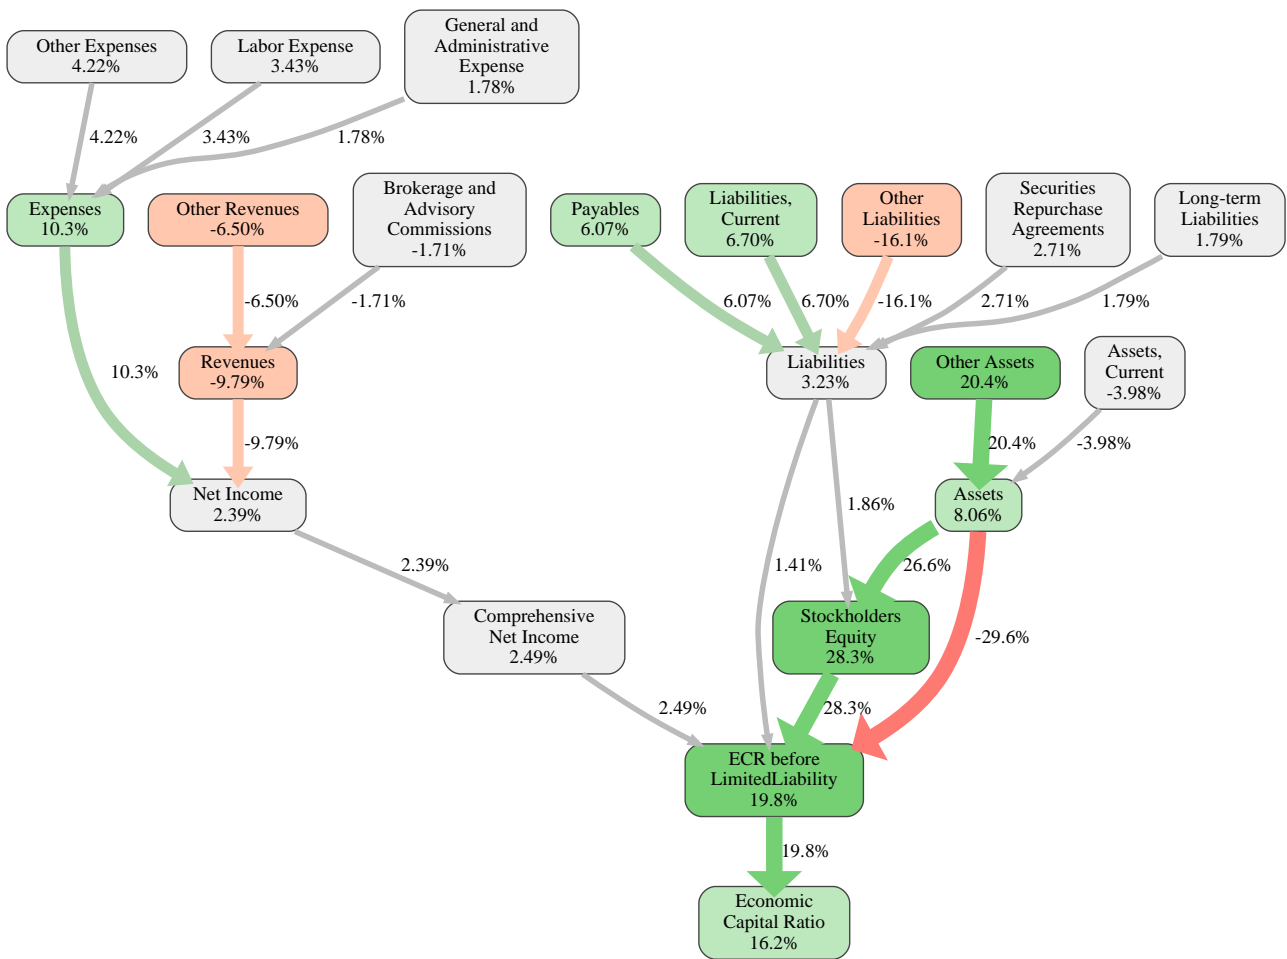 Other Expenses
4.22%
Labor Expense
3.43%
General and
Administrative
Expense
1.78%
4.22%
3.43%
1.78%
Expenses
10.3%
Other Revenues
-6.50%
Brokerage and
Advisory
Commissions
-1.71%
Payables
6.07%
Liabilities,
Current
6.70%
Other
Liabilities
-16.1%
Securities
Repurchase
Agreements
2.71%
Long-term
Liabilities
1.79%
-6.50%
-1.71%
6.07%
6.70%
-16.1%
2.71%
1.79%
10.3%
Revenues
-9.79%
Liabilities
3.23%
Other Assets
20.4%
Assets,
Current
-3.98%
-9.79%
20.4%
-3.98%
Net Income
2.39%
Assets
8.06%
1.86%
2.39%
1.41%
26.6%
-29.6%
Comprehensive
Net Income
2.49%
Stockholders
Equity
28.3%
2.49%
28.3%
ECR before
LimitedLiability
19.8%
19.8%
Economic
Capital Ratio
16.2%